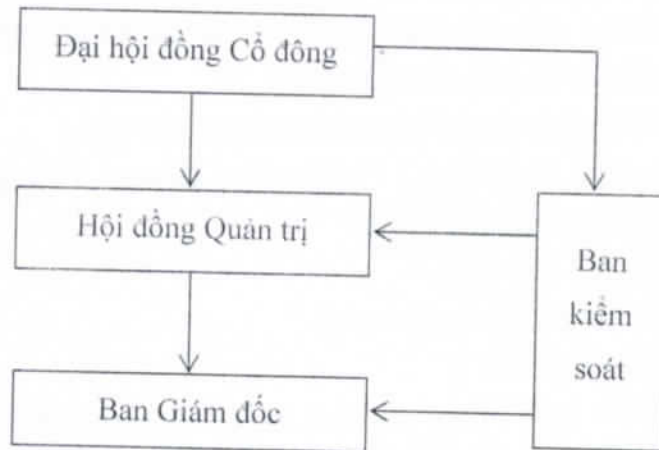 Đại hội đồng Cổ đông
Hội đồng Quản trị
Ban
kiểm
soát
Ban Giám đốc